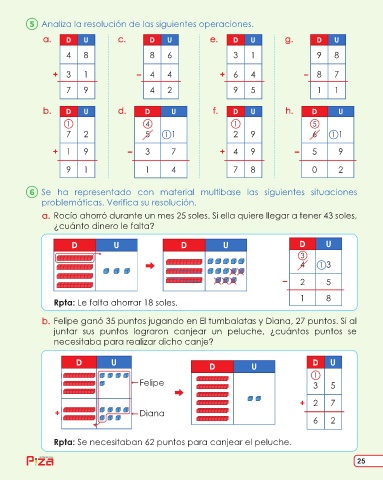 5 Analiza la resolución de las siguientes operaciones.
a. D U c. D U e. D U g. D U
4 8 8 6 3 1 9 8
+ 3 1 - 4 4 + 6 4 - 8 7
7 9 4 2 9 5 1 1
b. D U d. D U f. D U h. D U
1 4 1 5
7 2 5 11 2 9 6 11
+ 1 9 - 3 7 + 4 9 - 5 9
9 1 1 4 7 8 0 2
6 Se ha representado con material multibase las siguientes situaciones
problemáticas. Verifica su resolución.
a. Rocío ahorró durante un mes 25 soles. Si ella quiere llegar a tener 43 soles,
¿cuánto dinero le falta?
D U D U D U
3
4 13
- 2 5
1 8
Rpta: Le falta ahorrar 18 soles.
b. Felipe ganó 35 puntos jugando en El tumbalatas y Diana, 27 puntos. Si al
juntar sus puntos lograron canjear un peluche, ¿cuántos puntos se
necesitaba para realizar dicho canje?
D U D U D U
1
Felipe 3 5
+ Diana + 2 7
6 2
Rpta: Se necesitaban 62 puntos para canjear el peluche.
P:za 25